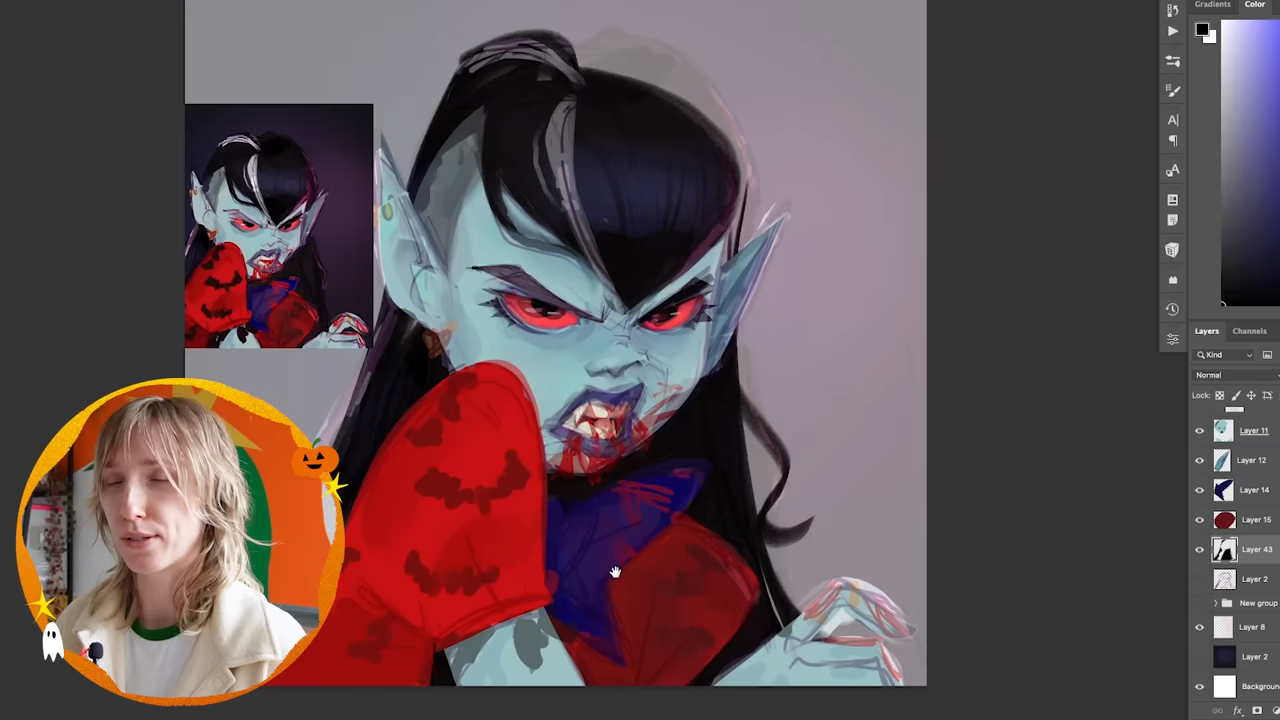 Gradients Color
A|
Layers Channels
Kind
Normal
Lock:
Layer 11
Layer 12
Layer 14
Layer 15
Layer 43
Layer 2
New group
Layer 8
Layer 2
Background
fx